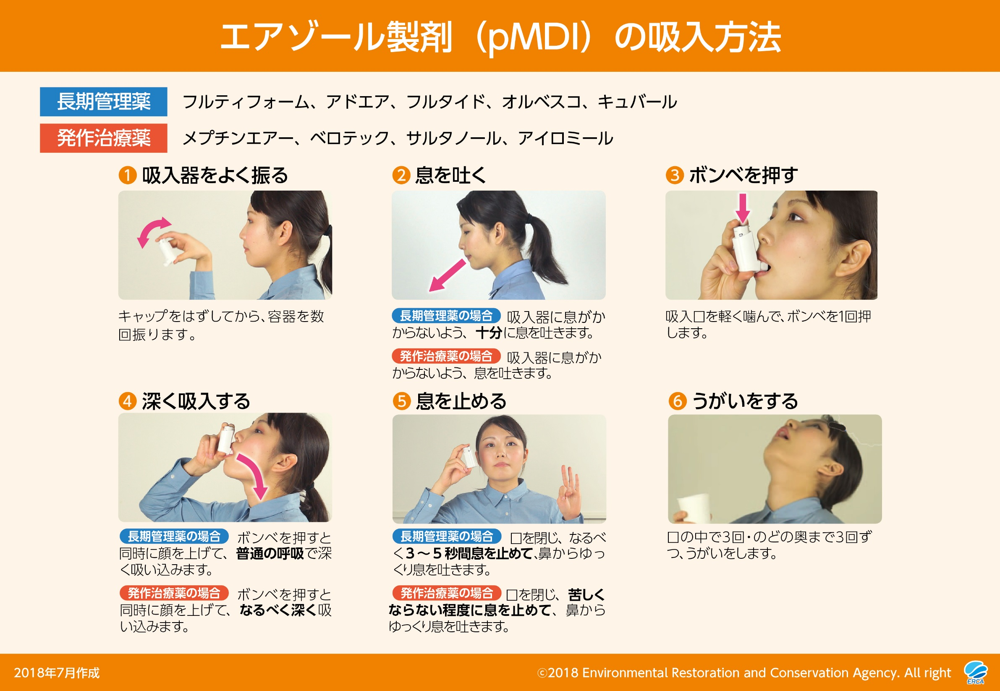 エアゾール製剤（pMDI）の吸入方法
長期管理薬 フルティフォーム、アドエア、フルタイド、オルベスコ、キュバール
発作治療薬 メプチンエアー、ベロテック、サルタノール、アイロミール
1 吸入器をよく振る
キャップをはずしてから、容器を数
回振ります。
2 息を吐く
長期管理薬の場合 吸入器に息がか
からないよう、十分に息を吐きます。
発作治療薬の場合 吸入器に息がか
からないよう、息を吐きます。
3 ボンベを押す
吸入口を軽く噛んで、ボンベを1回押
します。
4 深く吸入する
長期管理薬の場合 ボンベを押すと
同時に顔を上げて、普通の呼吸で深
く吸い込みます。
発作治療薬の場合 ボンベを押すと
同時に顔を上げて、なるべく深く吸
い込みます。
5 息を止める
長期管理薬の場合 口を閉じ、なるべ
く3～5秒間息を止めて、鼻からゆっ
くり息を吐きます。
発作治療薬の場合 口を閉じ、苦しく
ならない程度に息を止めて、鼻から
ゆっくり息を吐きます。
6 うがいをする
口の中で3回・のどの奥まで3回ず
つ、うがいをします。
2018年7月作成
©2018 Environmental Restoration and Conservation Agency. All right
ERCA